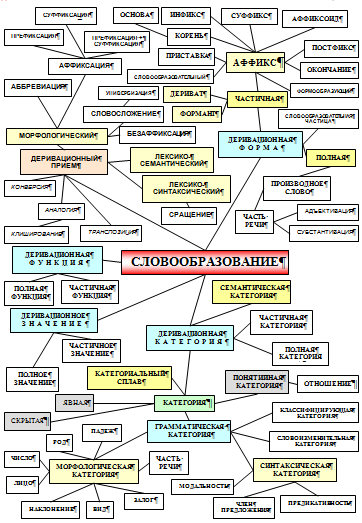 СУФФИКСАЦИЯ¶
ОСНОВА¶
ИНФИКС¶
СУФФИКС¶
АФФИКСОИД¶
ПРЕФИКСАЦИЯ¶
ПРЕФИКСАЦИЯ +¶
СУФФИКСАЦИЯ¶
КОРЕНЬ¶
ПОСТФИКС¶
АФФИКСАЦИЯ¶
ПРИСТАВКА¶
АФФИКС¶
ОКОНЧАНИЕ¶
СЛОВООБРАЗОВАТЕЛЬНЫЙ¶
АББРЕВИАЦИЯ¶
УНИВЕРБИЗАЦИЯ¶
ДЕРИВАТ¶
ЧАСТИЧНАЯ¶
ФОРМООБРАЗУЮЩИЙ¶
СЛОВОСЛОЖЕНИЕ¶
ФОРМАНТ¶
СЛОВООБРАЗОВАТЕЛЬНАЯ¶
ЧАСТИЦА¶
МОРФОЛОГИЧЕСКИЙ¶
БЕЗАФФИКСАЦИЯ¶
ДЕРИВАЦИОННАЯ¶
ФОРМА¶
ДЕРИВАЦИОННЫЙ¶
ПРИЕМ¶
ЛЕКСИКО-¶
СЕМАНТИЧЕСКИЙ¶
ПОЛНАЯ¶
КОНВЕРСИЯ¶
ЛЕКСИКО-¶
СИНТАКСИЧЕСКИЙ¶
ПРОИЗВОДНОЕ¶
СЛОВО¶
АНАЛОГИЯ¶
СРАЩЕНИЕ¶
ЧАСТЬ-¶
РЕЧИ¶
АДЪЕКТИВАЦИЯ¶
КЛИШИРОВАНИЕ¶
ТРАНСПОЗИЦИЯ¶
СУБСТАНТИВАЦИЯ¶
ДЕРИВАЦИОННАЯ¶
ФУНКЦИЯ¶
СЛОВООБРАЗОВАНИЕ¶
ПОЛНАЯ¶
ФУНКЦИЯ¶
ЧАСТИЧНАЯ¶
ФУНКЦИЯ¶
СЕМАНТИЧЕСКАЯ¶
КАТЕГОРИЯ¶
ДЕРИВАЦИОННОЕ¶
ЗНАЧЕНИЕ¶
ДЕРИВАЦИОННАЯ¶
КАТЕГОРИЯ¶
ЧАСТИЧНАЯ¶
КАТЕГОРИЯ¶
ЧАСТИЧНОЕ¶
ЗНАЧЕНИЕ¶
ПОЛНАЯ¶
КАТЕГОРИЯ
ПОЛНОЕ¶
ЗНАЧЕНИЕ¶
КАТЕГОРИАЛЬНЫЙ¶
СПЛАВ¶
ПОНЯТИЙНАЯ¶
КАТЕГОРИЯ¶
ОТНОШЕНИЕ¶
ЯВНАЯ¶
КАТЕГОРИЯ¶
СКРЫТАЯ¶
КЛАССИФИЦИРУЮЩАЯ¶
КАТЕГОРИЯ¶
ПАДЕЖ¶
ГРАММАТИЧЕСКАЯ¶
КАТЕГОРИЯ¶
РОД¶
СЛОВОИЗМЕНИТЕЛЬНАЯ¶
КАТЕГОРИЯ¶
ЧИСЛО¶
МОРФОЛОГИЧЕСКАЯ¶
КАТЕГОРИЯ¶
ЧАСТЬ-¶
РЕЧИ¶
СИНТАКСИЧЕСКАЯ¶
КАТЕГОРИЯ¶
ЛИЦО¶
МОДАЛЬНОСТЬ¶
НАКЛОНЕНИЕ¶
ВИД¶
ЗАЛОГ¶
ЧЛЕН¶
ПРЕДЛОЖЕНИЯ¶
ПРЕДИКАТИВНОСТЬ¶